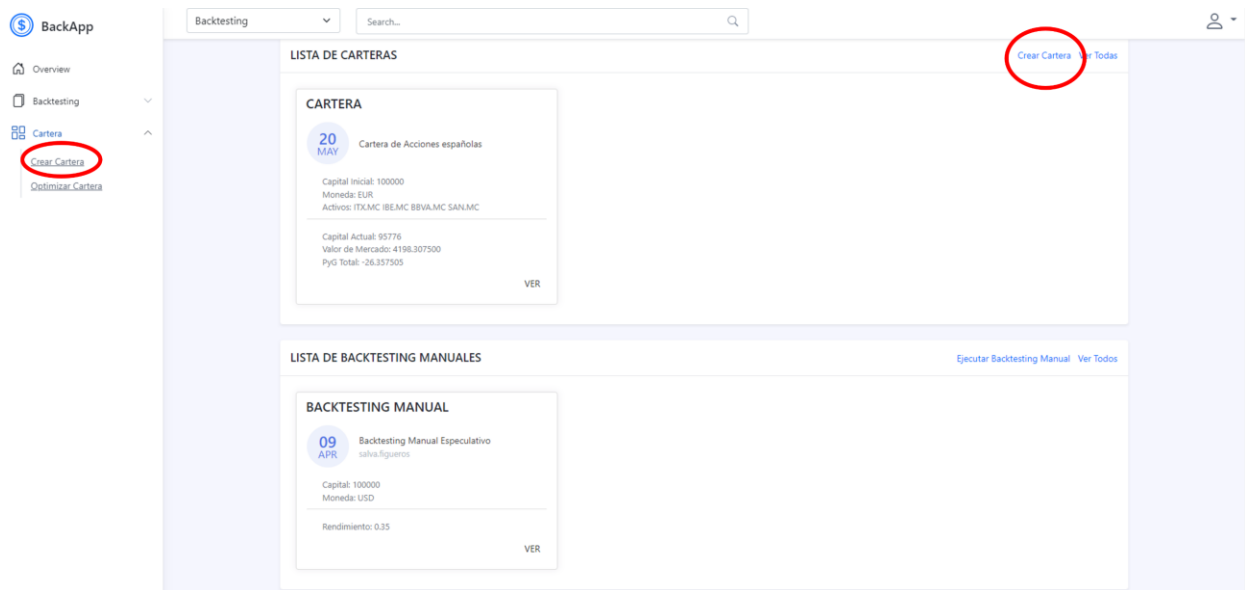 BackApp
Backtesting
Search...
Overview
Backtesting
Cartera
Crear Cartera
Optimizar Cartera
LISTA DE CARTERAS
Crear Cartera Ver Todas
CARTERA
20
MAY
Cartera de Acciones españolas
Capital Inicial: 100000
Moneda: EUR
Activos: ITX.MC IBE.MC BBVA.MC SAN.MC
Capital Actual: 95776
Valor de Mercado: 4198.307500
PyG Total: -26.357505
VER
LISTA DE BACKTESTING MANUALES
Ejecutar Backtesting Manual Ver Todos
BACKTESTING MANUAL
09
APR
Backtesting Manual Especulativo
salva.figueros
Capital: 100000
Moneda: USD
Rendimiento: 0.35
VER